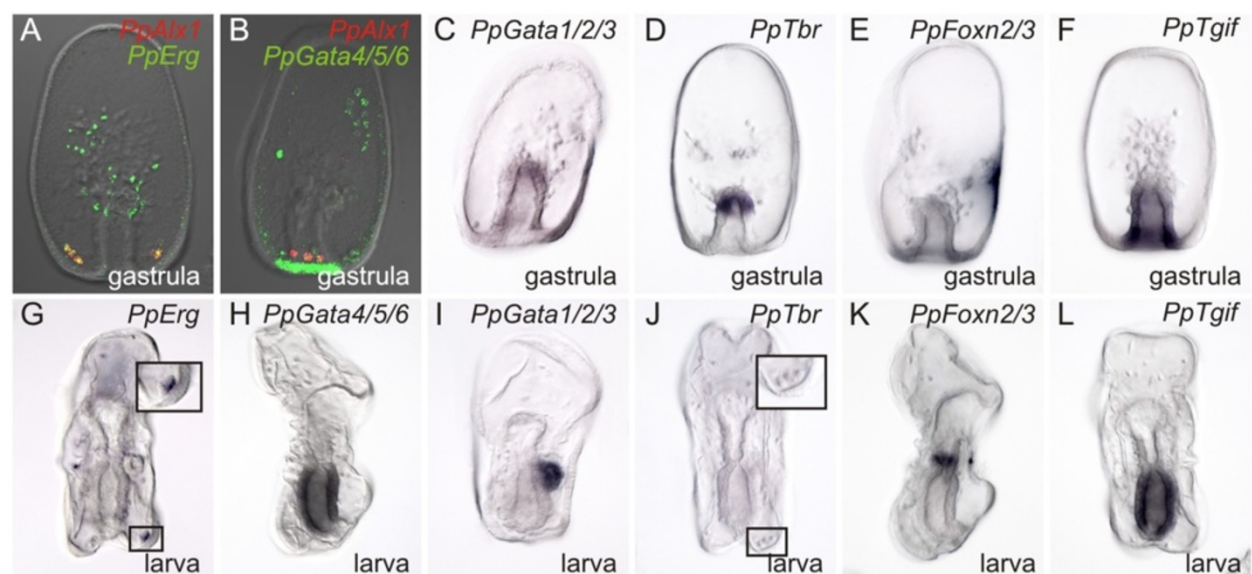 A PpAlx1
PpErg
gastrula
B PpAlx1
PpGata4/5/6
gastrula
C PpGata1/2/3
gastrula
D PpTbr
gastrula
E PpFoxn2/3
gastrula
F PpTgif
gastrula
G PpErg
larva
H PpGata4/5/6
larva
I PpGata1/2/3
larva
J PpTbr
larva
K PpFoxn2/3
larva
L PpTgif
larva